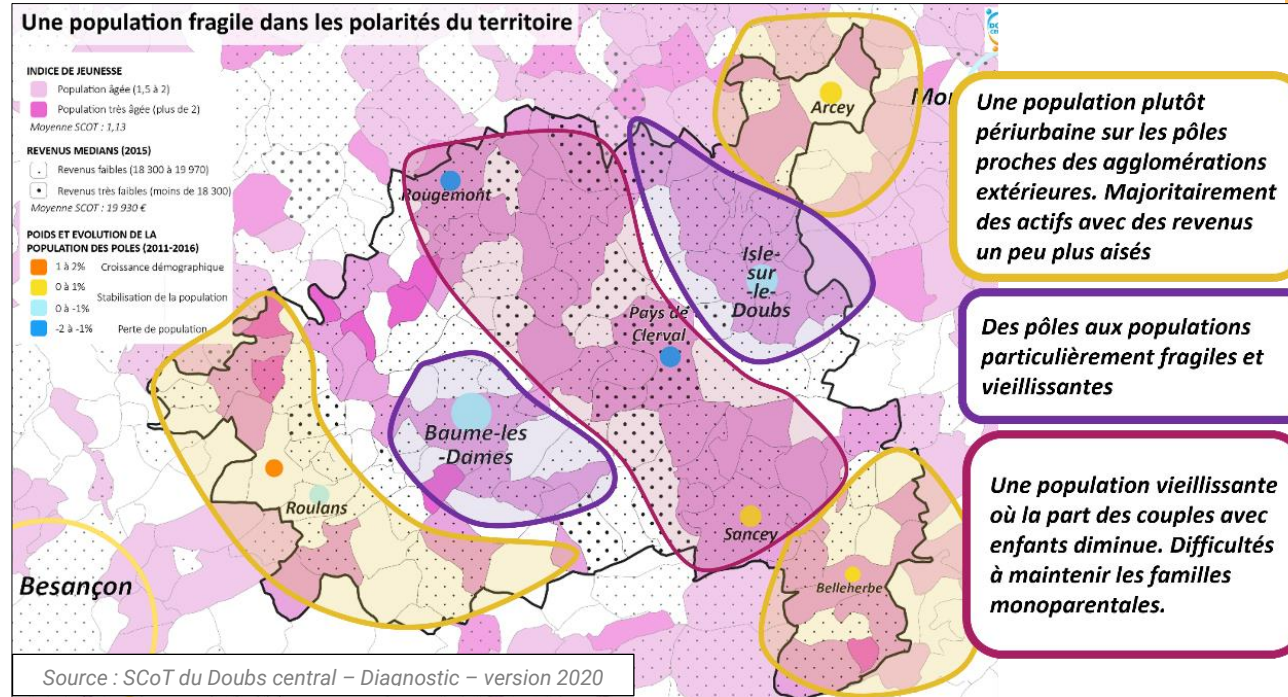 Une population fragile dans les polarités du territoire
INDICE DE JEUNESSE
Population âgée (1,5 à 2)
Population très âgée (plus de 2)
Moyenne SCOT : 1,13
REVENUS MEDIANS (2015)
Revenus faibles (18 300 à 19 970)
Revenus très faibles (moins de 18 300)
Moyenne SCOT : 19 930 €
POIDS ET EVOLUTION DE LA
POPULATION DES POLES (2011-2016)
1 à 2% Croissance démographique
0 à 1%
Stabilisation de la population
0 à -1%
-2 à -1% Perte de population
Arcey
Rougemont
Isle-
sur
-le-
Doubs
Pays de
Clerval
Baume-les
-Dames
Roulans
Sancey
Belleherbe
Besançon
Source : SCoT du Doubs central – Diagnostic – version 2020
Une population plutôt
périurbaine sur les pôles
proches des agglomérations
extérieures. Majoritairement
des actifs avec des revenus
un peu plus aisés
Des pôles aux populations
particulièrement fragiles et
vieillissantes
Une population vieillissante
où la part des couples avec
enfants diminue. Difficultés
à maintenir les familles
monoparentales.